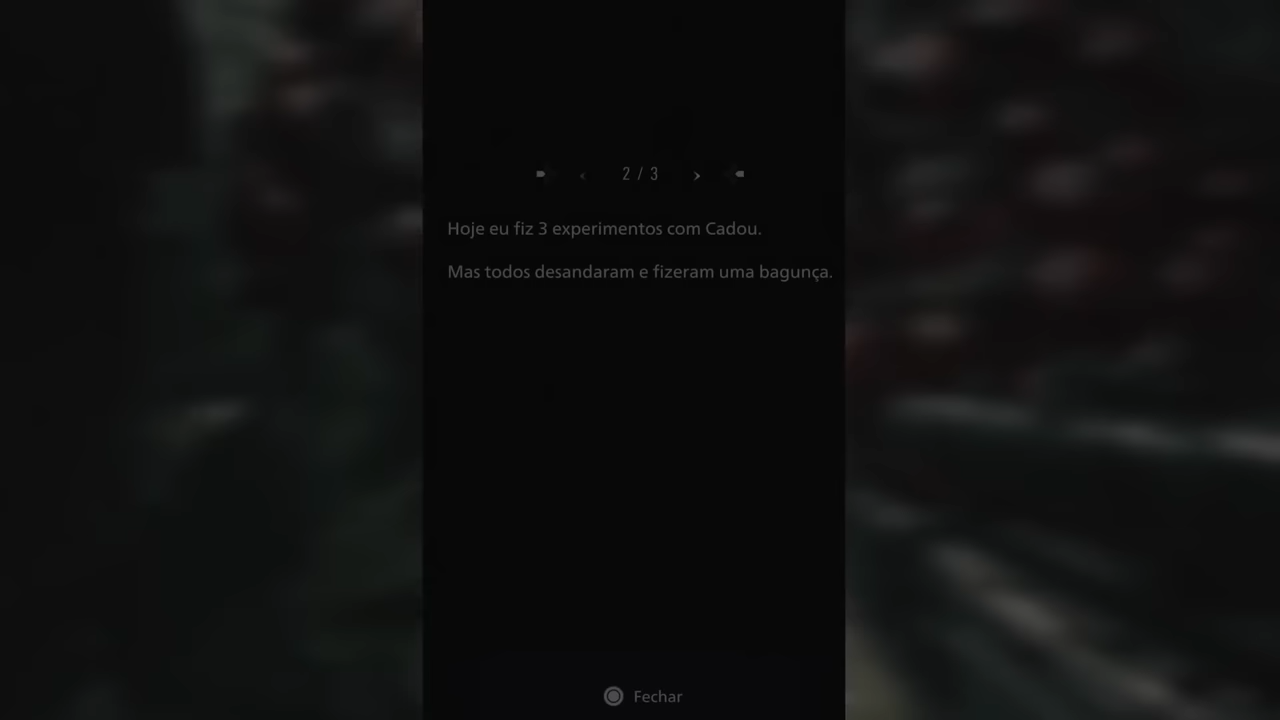 2 / 3
Hoje eu fiz 3 experimentos com Cadou.
Mas todos desandaram e fizeram uma bagunça.
Fechar